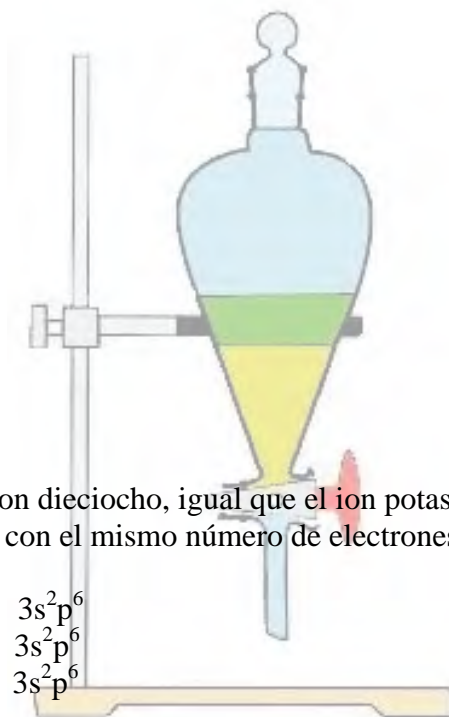 on dieciocho, igual que el ion potas
con el mismo número de electrones
3s²p⁶
3s²p⁶
3s²p⁶